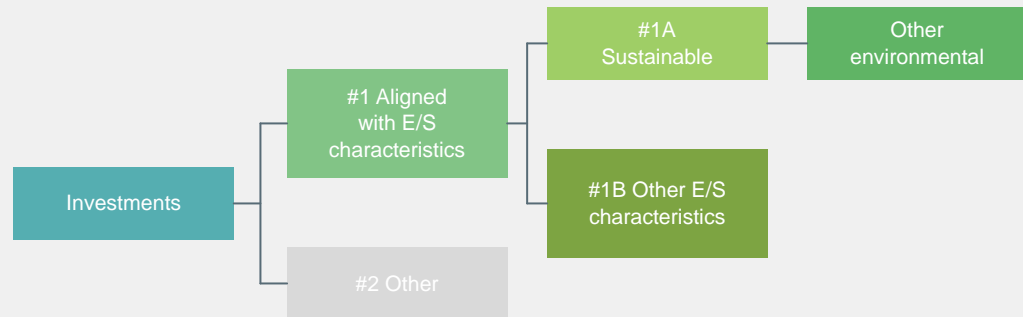 #1A
Sustainable
Other
environmental
#1 Aligned
with E/S
characteristics
Investments
#1B Other E/S
characteristics
#2 Other